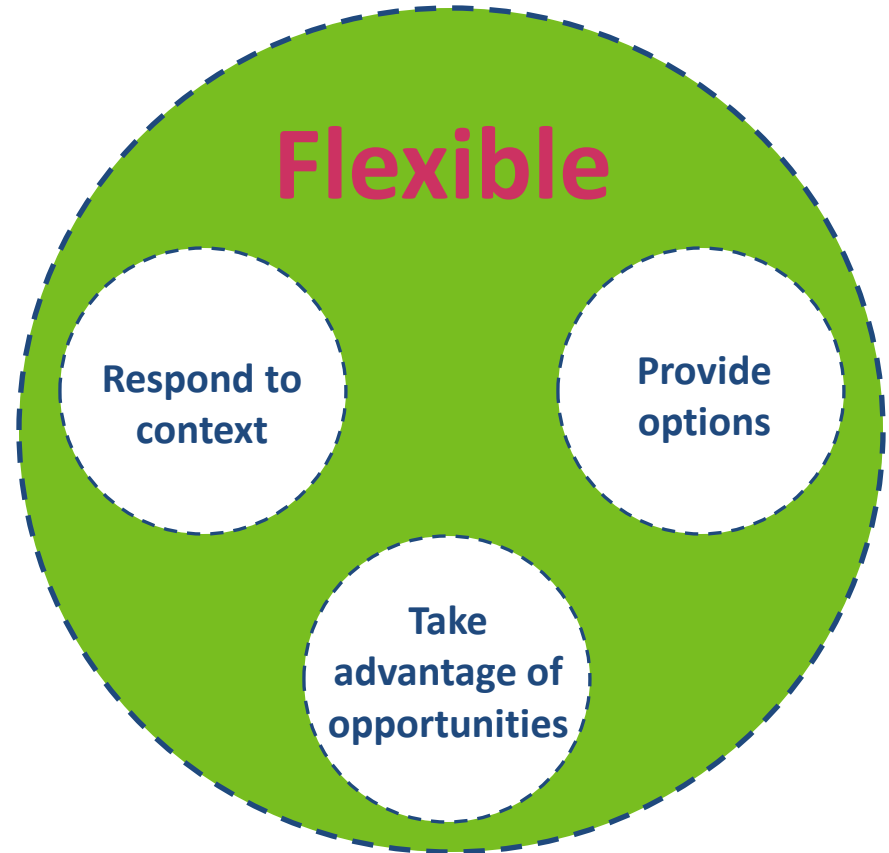 Flexible
Respond to
context
Provide
options
Take
advantage of
opportunities